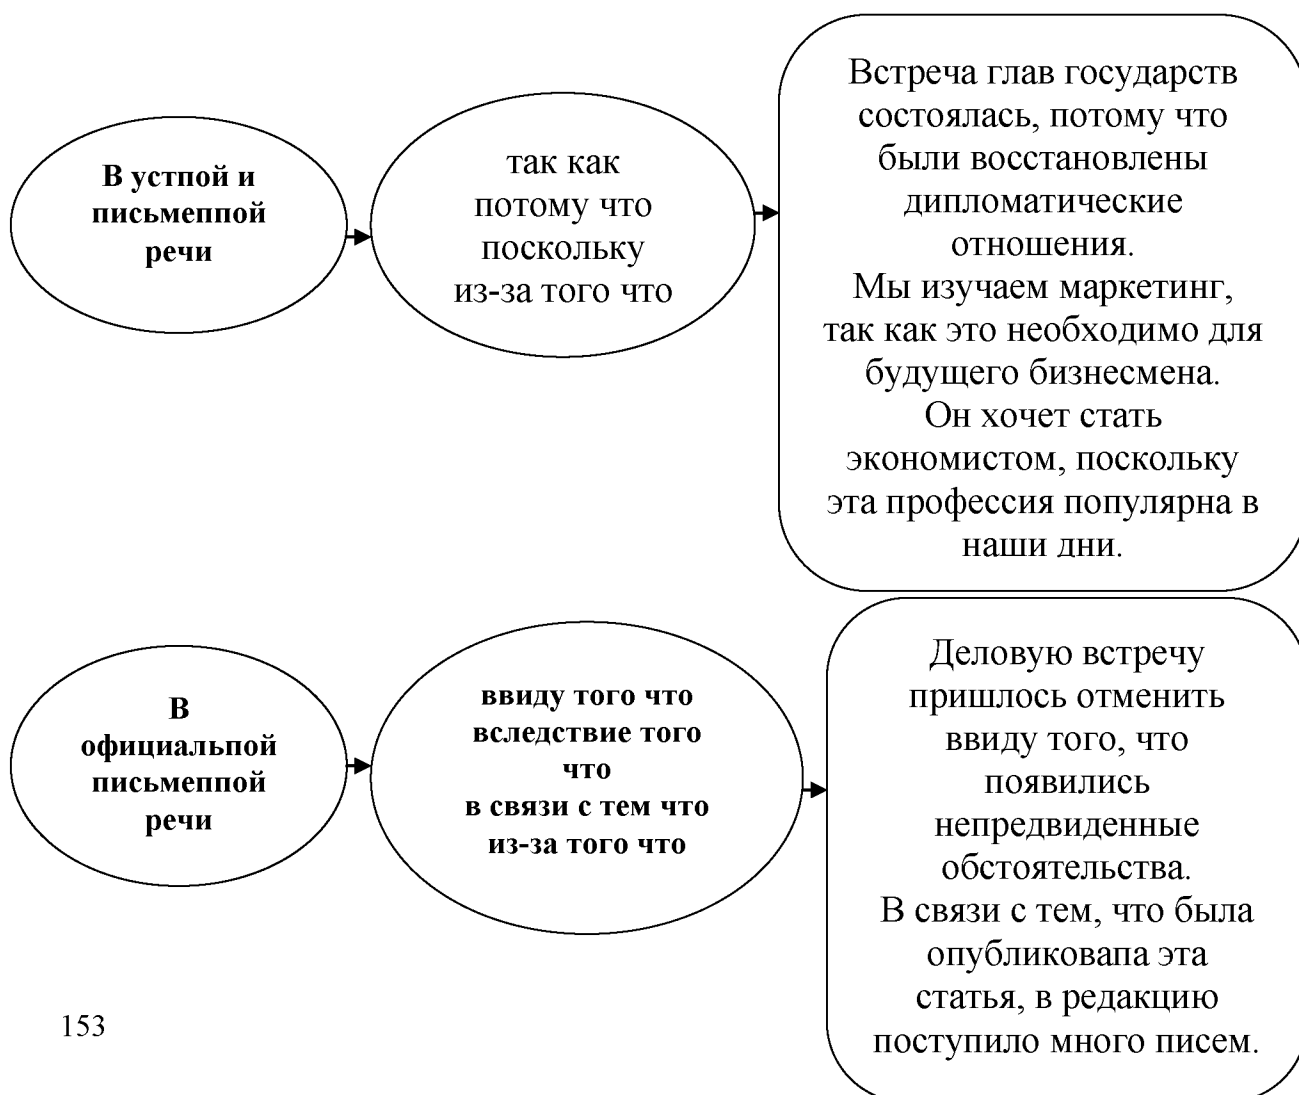 В устпой и
письмеппой
речи
так как
потому что
поскольку
из-за того что
Встреча глав государств
состоялась, потому что
были восстановлены
дипломатические
отношения.
Мы изучаем маркетинг,
так как это необходимо для
будущего бизнесмена.
Он хочет стать
экономистом, поскольку
эта профессия популярна в
наши дни.
В
официальпой
письмеппой
речи
ввиду того что
вследствие того
что
в связи с тем что
из-за того что
Деловую встречу
пришлось отменить
ввиду того, что
появились
непредвиденные
обстоятельства.
В связи с тем, что была
опубликовапа эта
статья, в редакцию
поступило много писем.
153